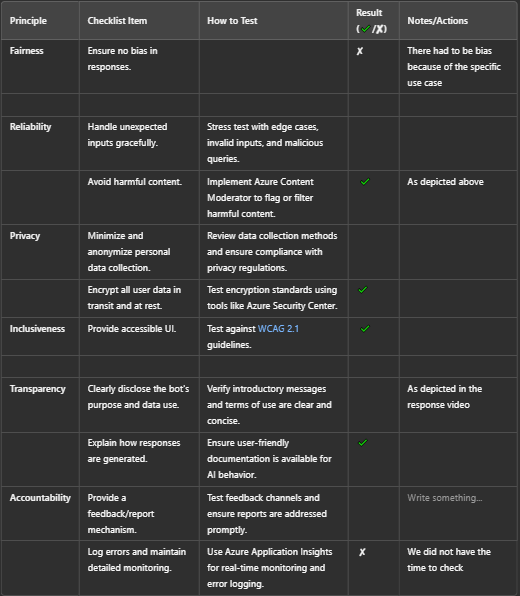 Principle Checklist Item How to Test Result (✓/✗) Notes/Actions
Fairness Ensure no bias in ✗ There had to be bias
responses. because of the specific
use case
Reliability Handle unexpected Stress test with edge cases,
inputs gracefully. invalid inputs, and malicious
queries.
Avoid harmful content. Implement Azure Content ✓ As depicted above
Moderator to flag or filter
harmful content.
Privacy Minimize and Review data collection methods
anonymize personal and ensure compliance with
data collection. privacy regulations.
Encrypt all user data in Test encryption standards using ✓
transit and at rest. tools like Azure Security Center.
Inclusiveness Provide accessible UI. Test against WCAG 2.1 ✓
guidelines.
Transparency Clearly disclose the bot's Verify introductory messages As depicted in the
purpose and data use. and terms of use are clear and response video
concise.
Explain how responses Ensure user-friendly ✓
are generated. documentation is available for
AI behavior.
Accountability Provide a Test feedback channels and Write something...
feedback/report ensure reports are addressed
mechanism. promptly.
Log errors and maintain Use Azure Application Insights ✗ We did not have the
detailed monitoring. for real-time monitoring and time to check
error logging.